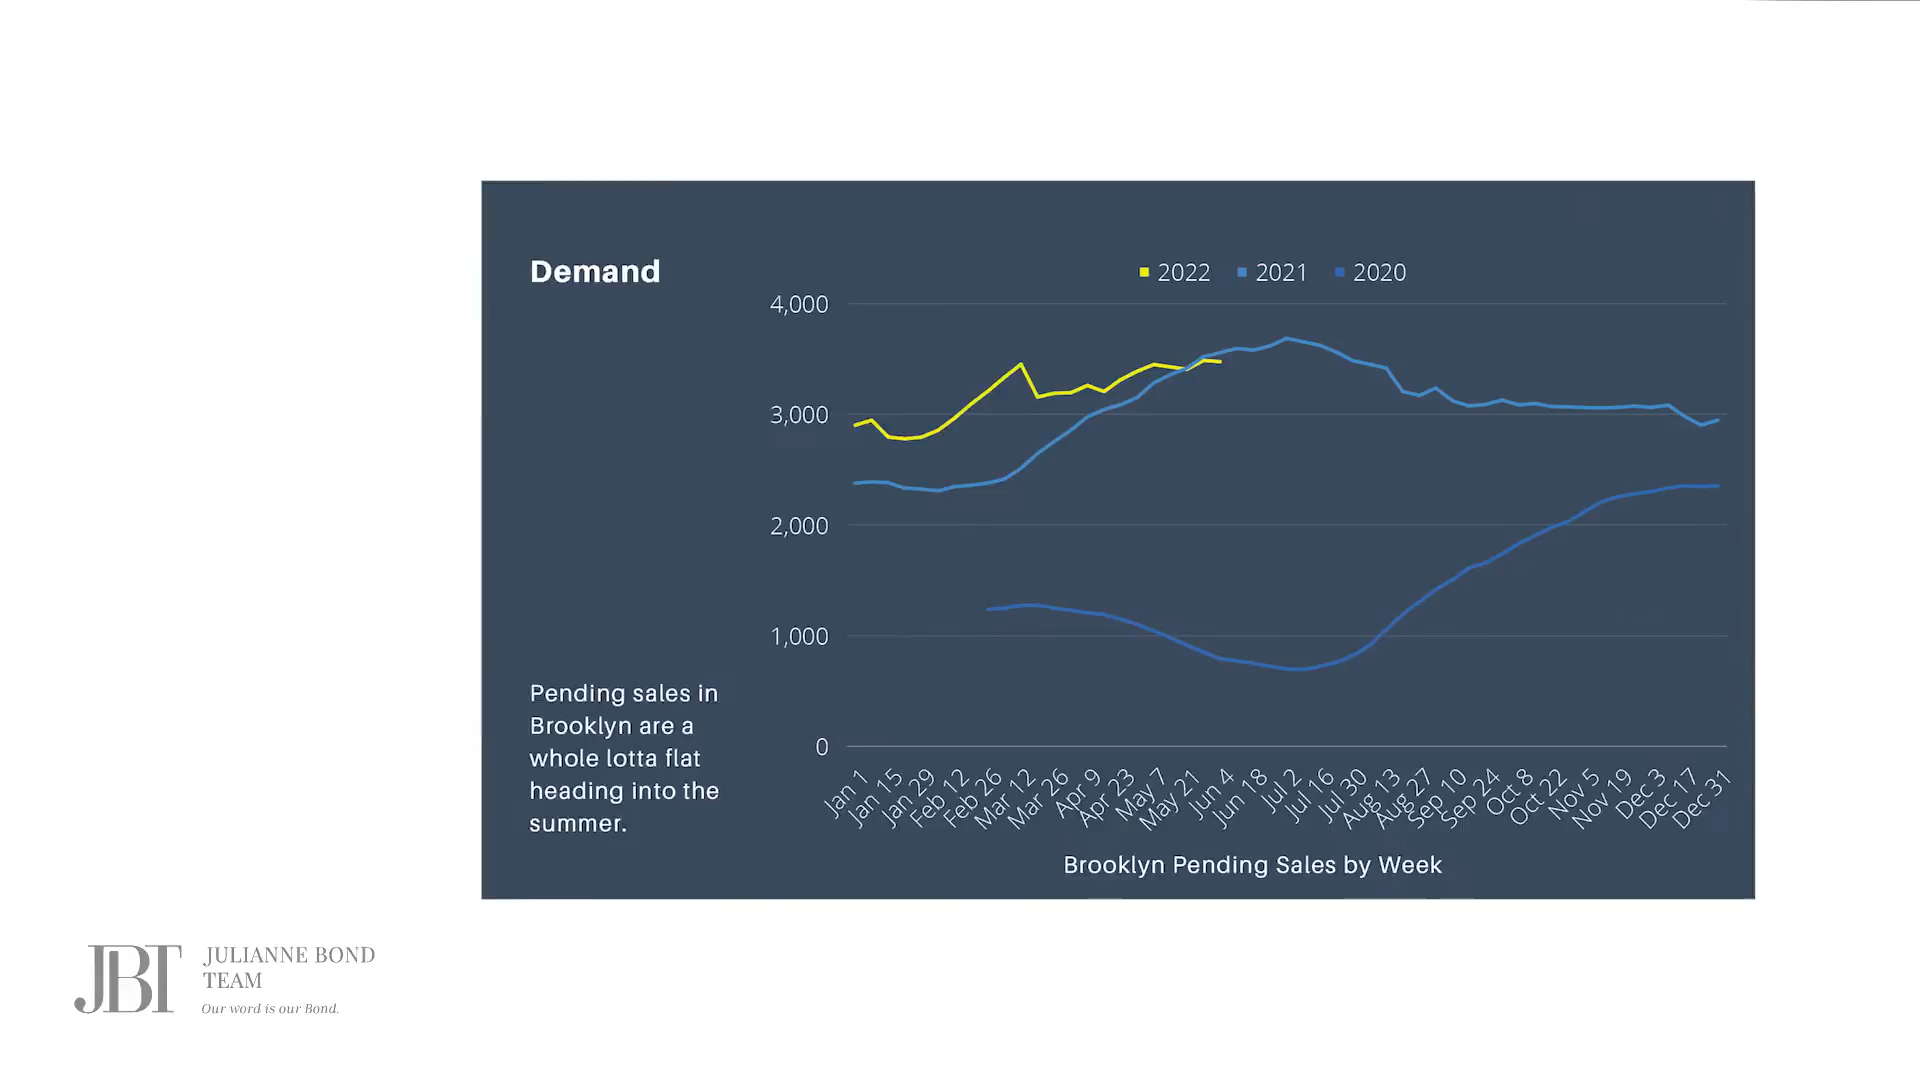 Demand
2022
2021
2020
4,000
3,000
2,000
1,000
0
Jan 1
Jan 15
Jan 29
Feb 12
Feb 26
Mar 12
Mar 26
Apr 9
Apr 23
May 7
May 21
Jun 4
Jun 18
Jul 2
Jul 16
Jul 30
Aug 13
Aug 27
Sep 10
Sep 24
Oct 8
Oct 22
Nov 5
Nov 19
Dec 3
Dec 17
Dec 31
Brooklyn Pending Sales by Week
Pending sales in
Brooklyn are a
whole lotta flat
heading into the
summer.
JBT
JULIANNE BOND
TEAM
Our word is our Bond.